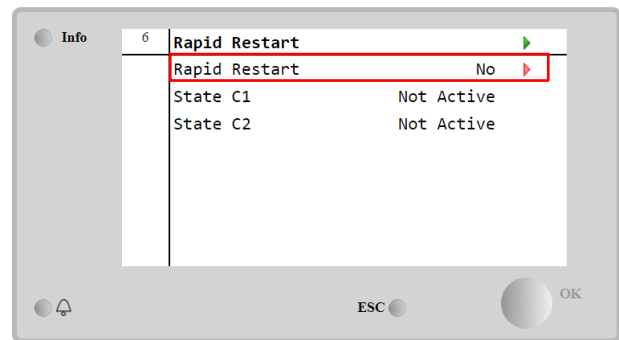 Info
6 Rapid Restart
Rapid Restart No
State C1 Not Active
State C2 Not Active
ESC
OK